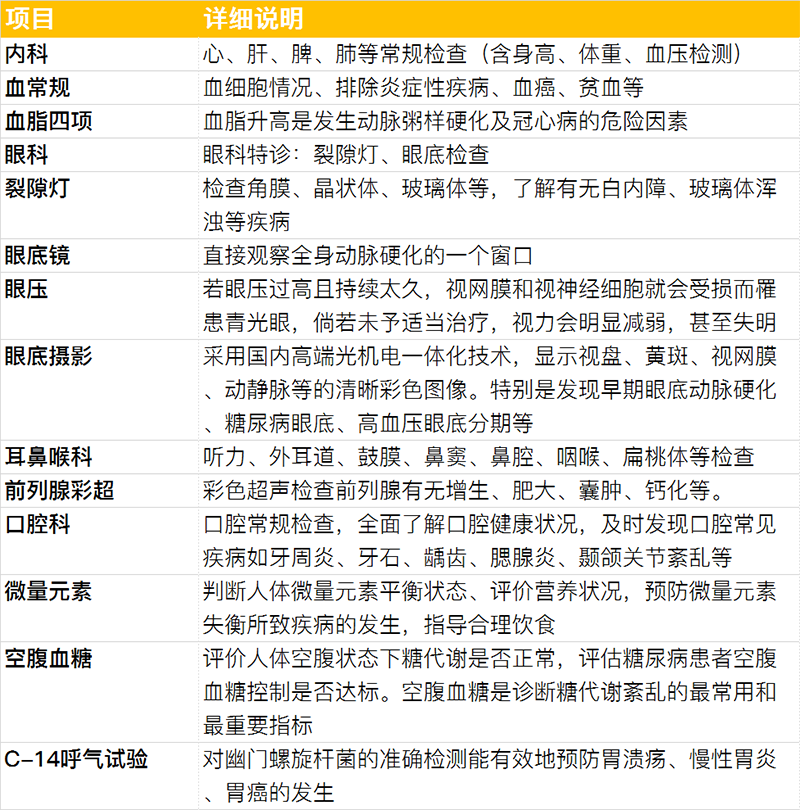 项目 详细说明
内科 心、肝、脾、肺等常规检查（含身高、体重、血压检测）
血常规 血细胞情况、排除炎症性疾病、血癌、贫血等
血脂四项 血脂升高是发生动脉粥样硬化及冠心病的危险因素
眼科 眼科特诊：裂隙灯、眼底检查
裂隙灯 检查角膜、晶状体、玻璃体等，了解有无白内障、玻璃体浑
浊等疾病
眼底镜 直接观察全身动脉硬化的一个窗口
眼压 若眼压过高且持续太久，视网膜和视神经细胞就会受损而罹
患青光眼，倘若未予适当治疗，视力会明显减弱，甚至失明
眼底摄影 采用国内高端光机电一体化技术，显示视盘、黄斑、视网膜
、动静脉等的清晰彩色图像。特别是发现早期眼底动脉硬化
、糖尿病眼底、高血压眼底分期等
耳鼻喉科 听力、外耳道、鼓膜、鼻窦、鼻腔、咽喉、扁桃体等检查
前列腺彩超 彩色超声检查前列腺有无增生、肥大、囊肿、钙化等。
口腔科 口腔常规检查，全面了解口腔健康状况，及时发现口腔常见
疾病如牙周炎、牙石、龋齿、腮腺炎、颞颌关节紊乱等
微量元素 判断人体微量元素平衡状态、评价营养状况，预防微量元素
失衡所致疾病的发生，指导合理饮食
空腹血糖 评价人体空腹状态下糖代谢是否正常，评估糖尿病患者空腹
血糖控制是否达标。空腹血糖是诊断糖代谢紊乱的最常用和
最重要指标
C-14呼气试验 对幽门螺旋杆菌的准确检测能有效地预防胃溃疡、慢性胃炎
、胃癌的发生